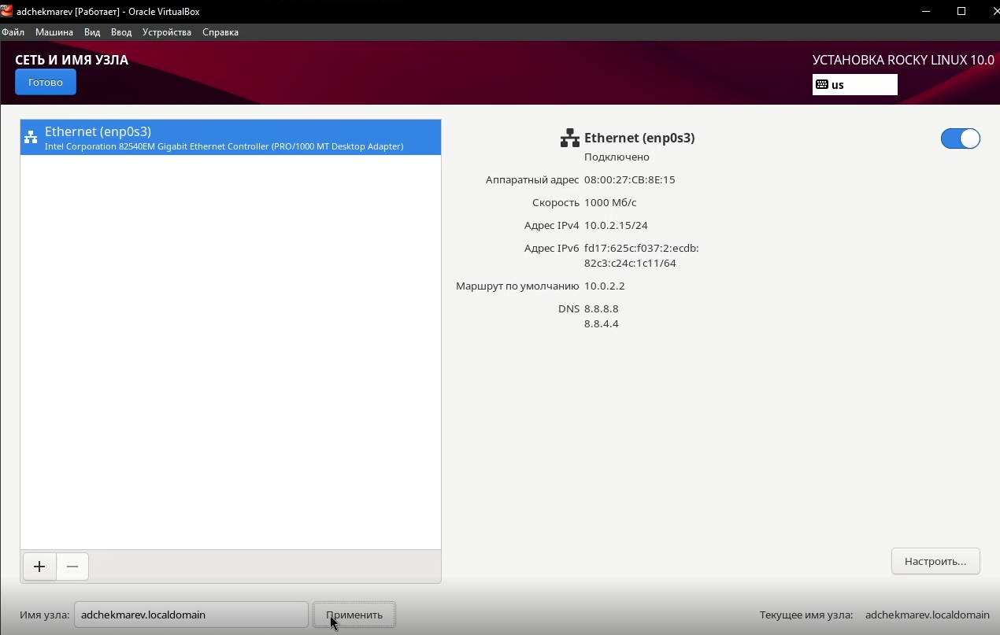 adchekmarev [Работает] - Oracle VirtualBox
Файл Машина Вид Ввод Устройства Справка
СЕТЬ И ИМЯ УЗЛА
УСТАНОВКА ROCKY LINUX 10.0
Готово
us
Ethernet (enp0s3)
Intel Corporation 82540EM Gigabit Ethernet Controller (PRO/1000 MT Desktop Adapter)
Ethernet (enp0s3)
Подключено
Аппаратный адрес 08:00:27:CB:8E:15
Скорость 1000 Мб/с
Адрес IPv4 10.0.2.15/24
Адрес IPv6 fd17:625c:f037:2:ecdb:
82c3:c24c:1c11/64
Маршрут по умолчанию 10.0.2.2
DNS 8.8.8.8
8.8.4.4
Настроить...
Имя узла: adchekmarev.localdomain Применить
Текущее имя узла: adchekmarev.localdomain